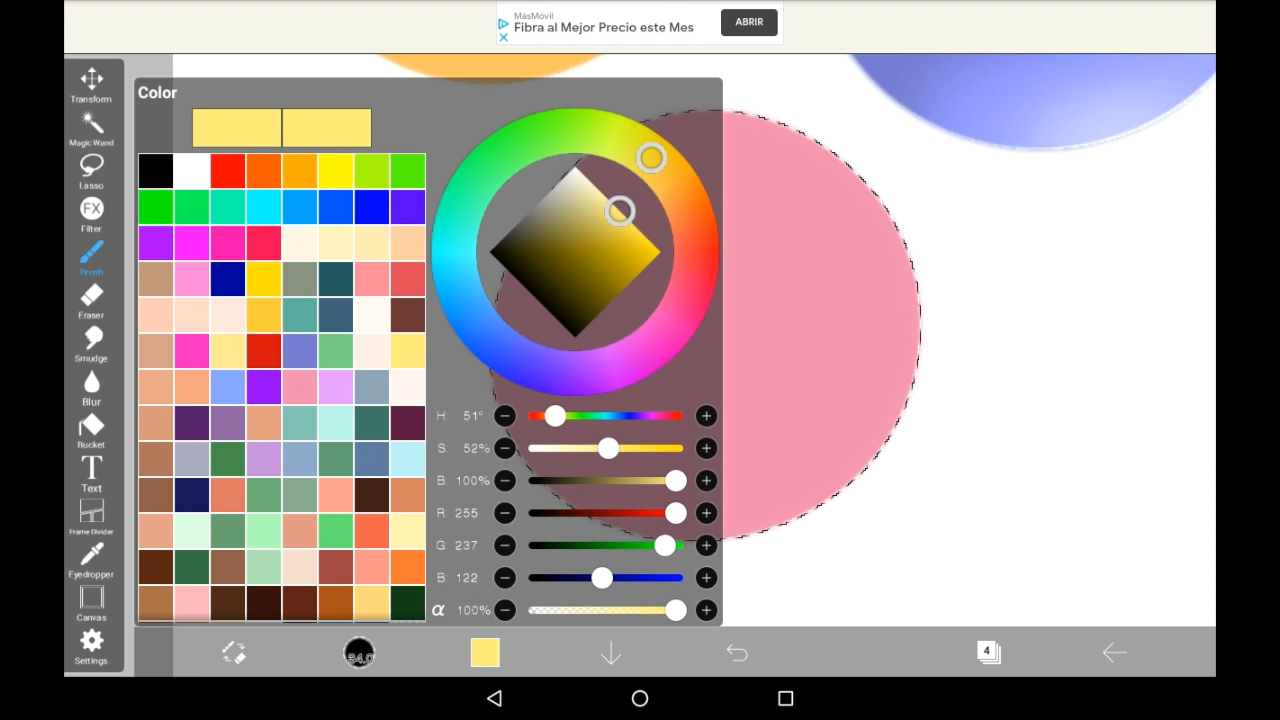 MásMóvil
Fibra al Mejor Precio este Mes
ABRIR
Transform
Magic Wand
Lasso
FX
Filter
Brush
Eraser
Smudge
Blur
Bucket
T
Text
Frame Divider
Eyedropper
Canvas
Settings
Color
H: 51°
S: 52%
B: 100%
R: 255
G: 237
B: 122
α 100%
34.0
4